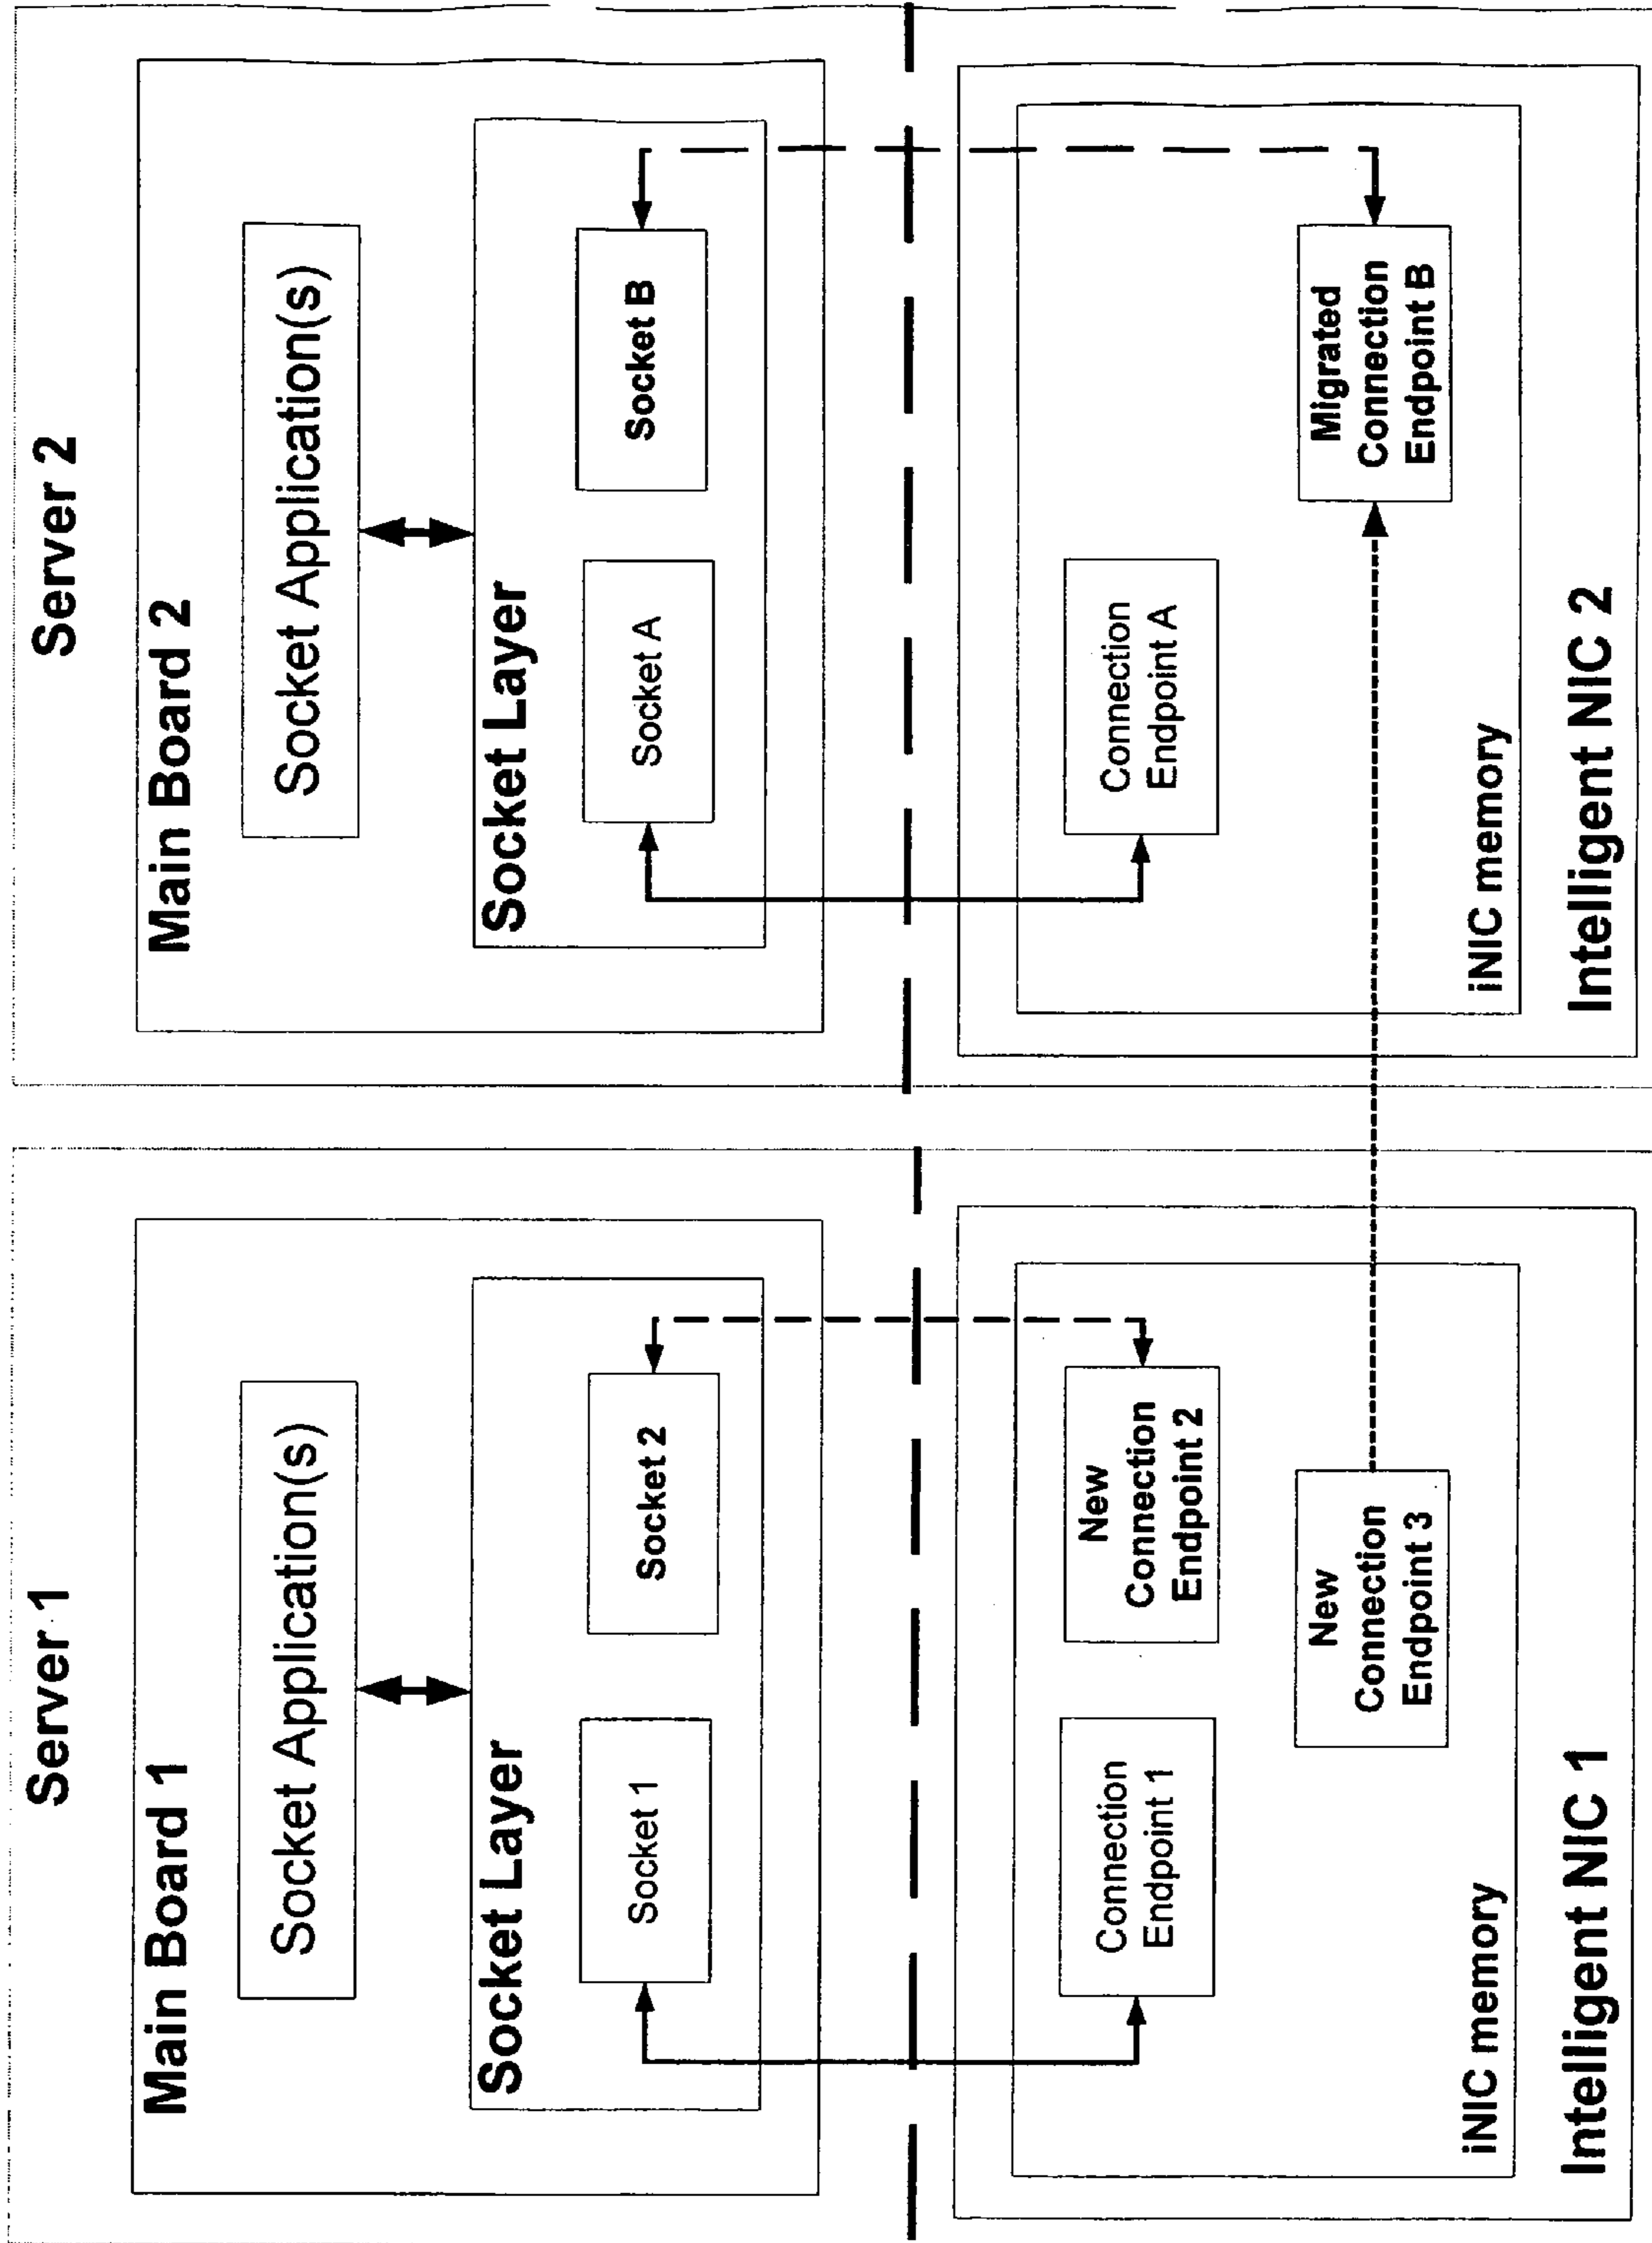 Server 1
Main Board 1
Socket Application(s)
Socket Layer
Socket 1
Socket 2
Connection
Endpoint 1
New
Connection
Endpoint 2
New
Connection
Endpoint 3
iNIC memory
Intelligent NIC 1
Server 2
Main Board 2
Socket Application(s)
Socket Layer
Socket A
Socket B
Connection
Endpoint A
Migrated
Connection
Endpoint B
iNIC memory
Intelligent NIC 2